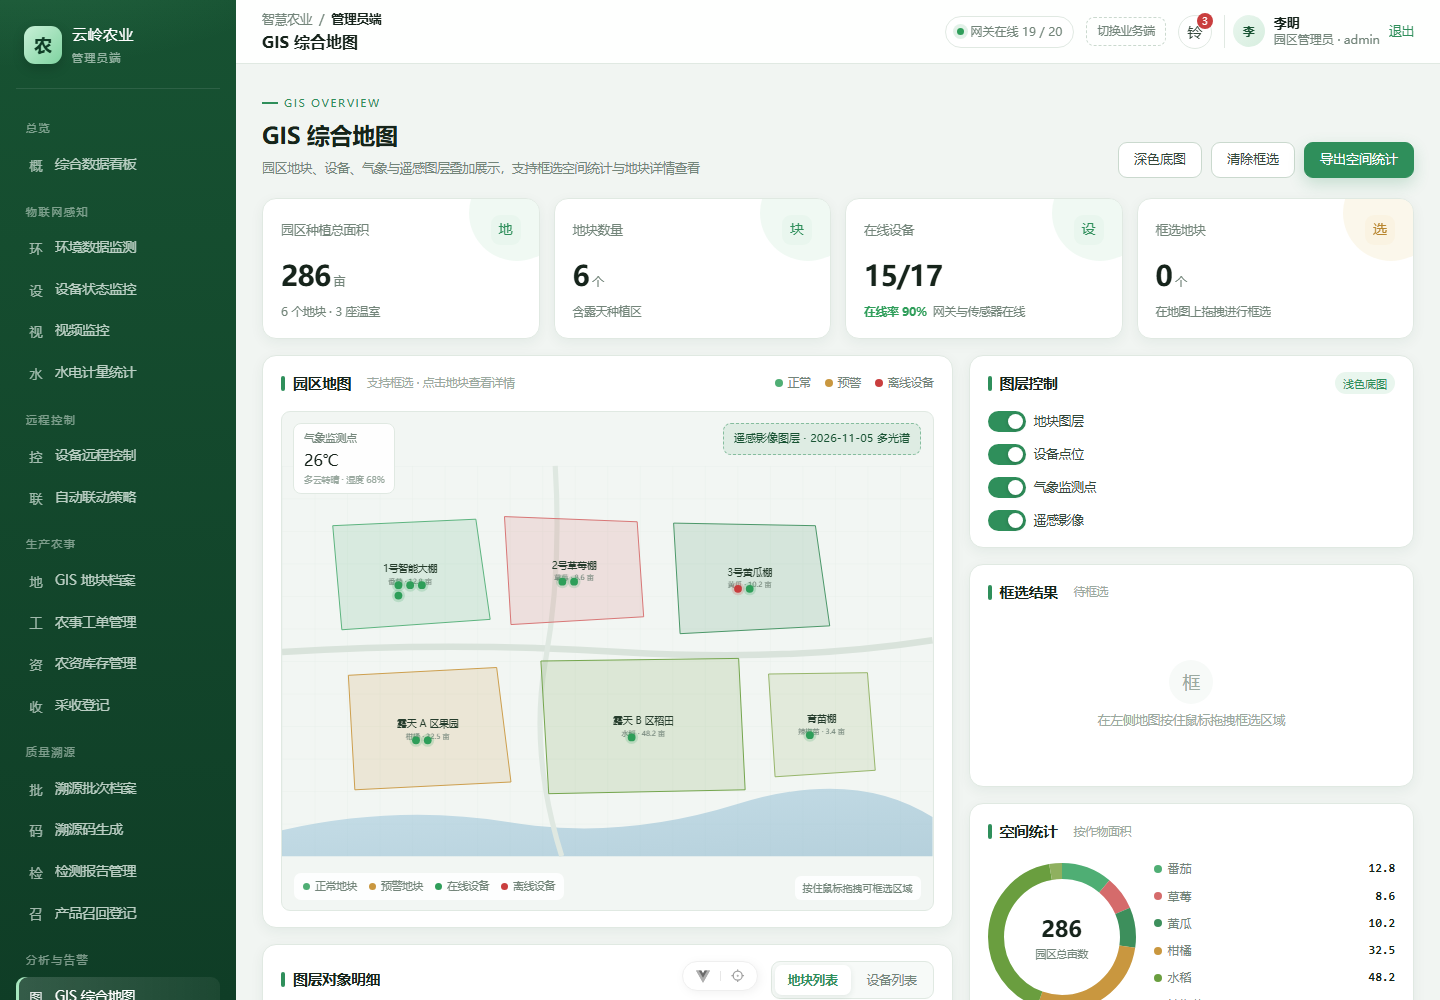 农
云岭农业
管理员端
总览
概 综合数据看板
物联网感知
环 环境数据监测
设 设备状态监控
视 视频监控
水 水电计量统计
远程控制
控 设备远程控制
联 自动联动策略
生产农事
地 GIS 地块档案
工 农事工单管理
资 农资库存管理
收 采收登记
质量溯源
批 溯源批次档案
码 溯源码生成
检 检测报告管理
召 产品召回登记
分析与告警
图 GIS 综合地图
智慧农业 / 管理员端
GIS 综合地图
网关在线 19 / 20
切换业务端
铃 3
李
李明
园区管理员 · admin
退出
GIS OVERVIEW
GIS 综合地图
园区地块、设备、气象与遥感图层叠加展示，支持框选空间统计与地块详情查看
深色底图
清除框选
导出空间统计
园区种植总面积
地
286 亩
6 个地块 · 3 座温室
地块数量
块
6 个
含露天种植区
在线设备
设
15/17
在线率 90% 网关与传感器在线
框选地块
选
0 个
在地图上拖拽进行框选
园区地图 支持框选 · 点击地块查看详情
正常 预警 离线设备
气象监测点
26°C
多云转晴 · 湿度 68%
遥感影像图层 · 2026-11-05 多光谱
1号智能大棚
2号草莓棚
3号黄瓜棚
露天 A 区果园
露天 B 区稻田
水稻 · 48.2 亩
育苗棚
· 3.4 亩
正常地块 预警地块 在线设备 离线设备
按住鼠标拖拽可框选区域
图层控制
浅色底图
地块图层
设备点位
气象监测点
遥感影像
框选结果 待框选
框
在左侧地图按住鼠标拖拽框选区域
空间统计 按作物面积
286
园区总亩数
番茄 12.8
草莓 8.6
黄瓜 10.2
柑橘 32.5
水稻 48.2
图层对象明细
地块列表 设备列表